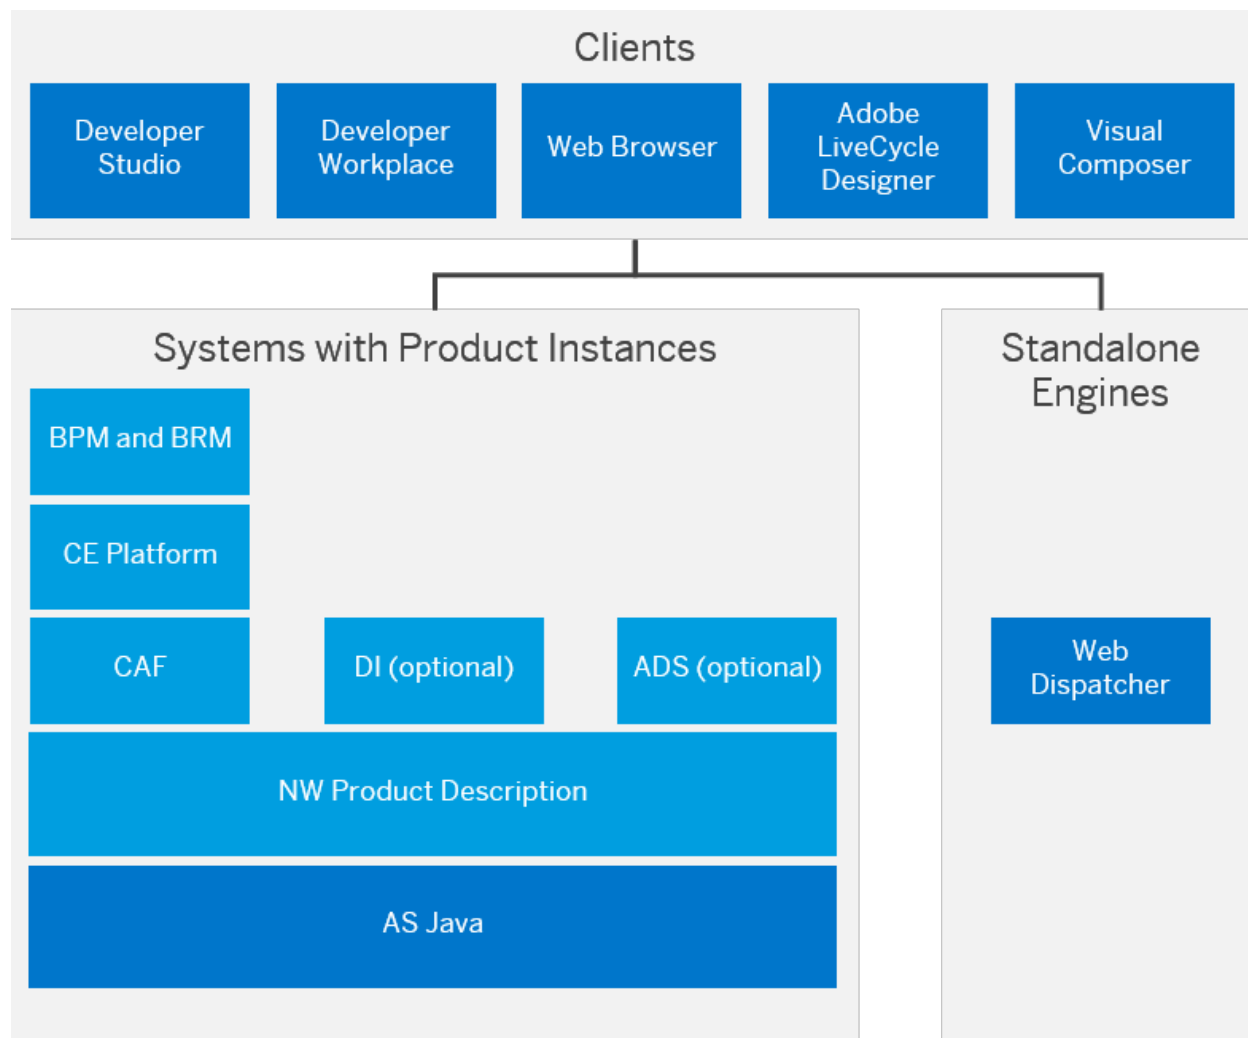 Clients
Developer
Studio
Developer
Workplace
Web Browser
Adobe
LiveCycle
Designer
Visual
Composer
Systems with Product Instances
BPM and BRM
CE Platform
CAF
DI (optional)
ADS (optional)
NW Product Description
AS Java
Standalone
Engines
Web
Dispatcher